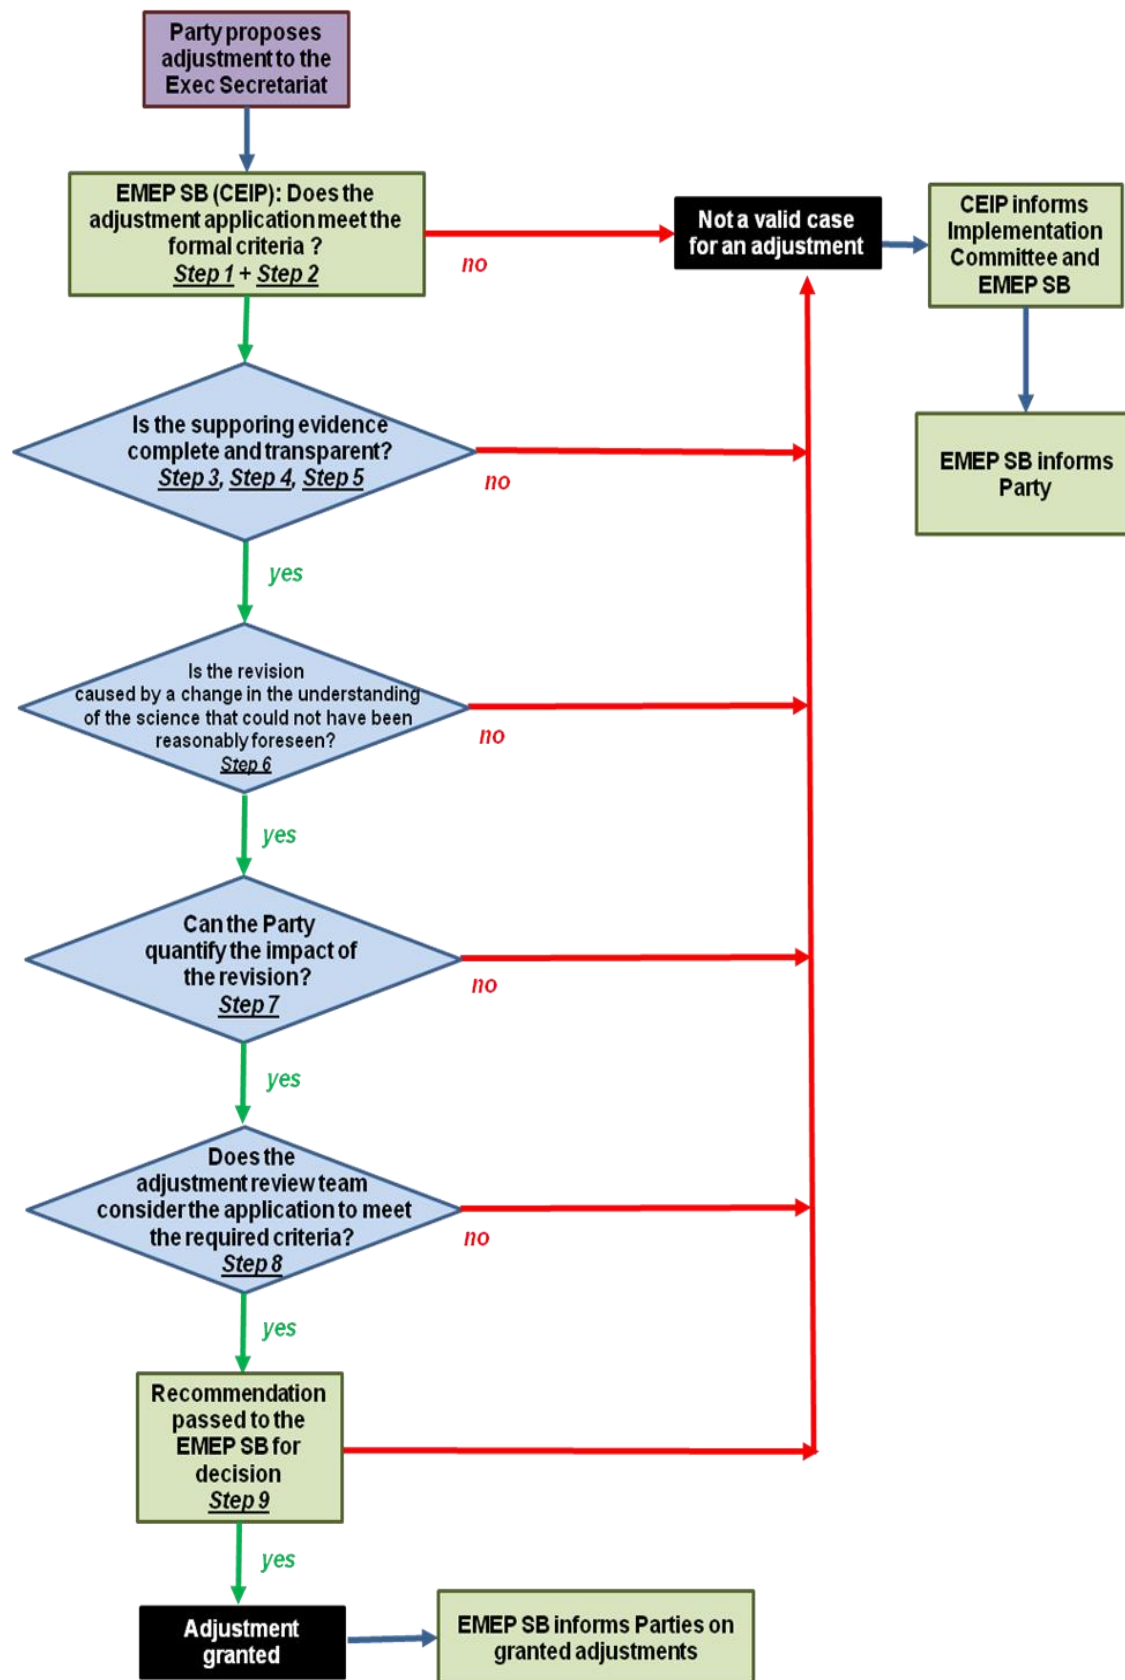 Party proposes
adjustment to the
Exec Secretariat
EMEP SB (CEIP): Does the
adjustment application meet the
formal criteria ?
Step 1 + Step 2
no
Not a valid case
for an adjustment
CEIP informs
Implementation
Committee and
EMEP SB
EMEP SB informs
Party
Is the supporing evidence
complete and transparent?
Step 3, Step 4, Step 5
no
yes
Is the revision
caused by a change in the understanding
of the science that could not have been
reasonably foreseen?
Step 6
no
yes
Can the Party
quantify the impact of
the revision?
Step 7
no
yes
Does the
adjustment review team
consider the application to meet
the required criteria?
Step 8
no
yes
Recommendation
passed to the
EMEP SB for
decision
Step 9
yes
Adjustment
granted
EMEP SB informs Parties on
granted adjustments